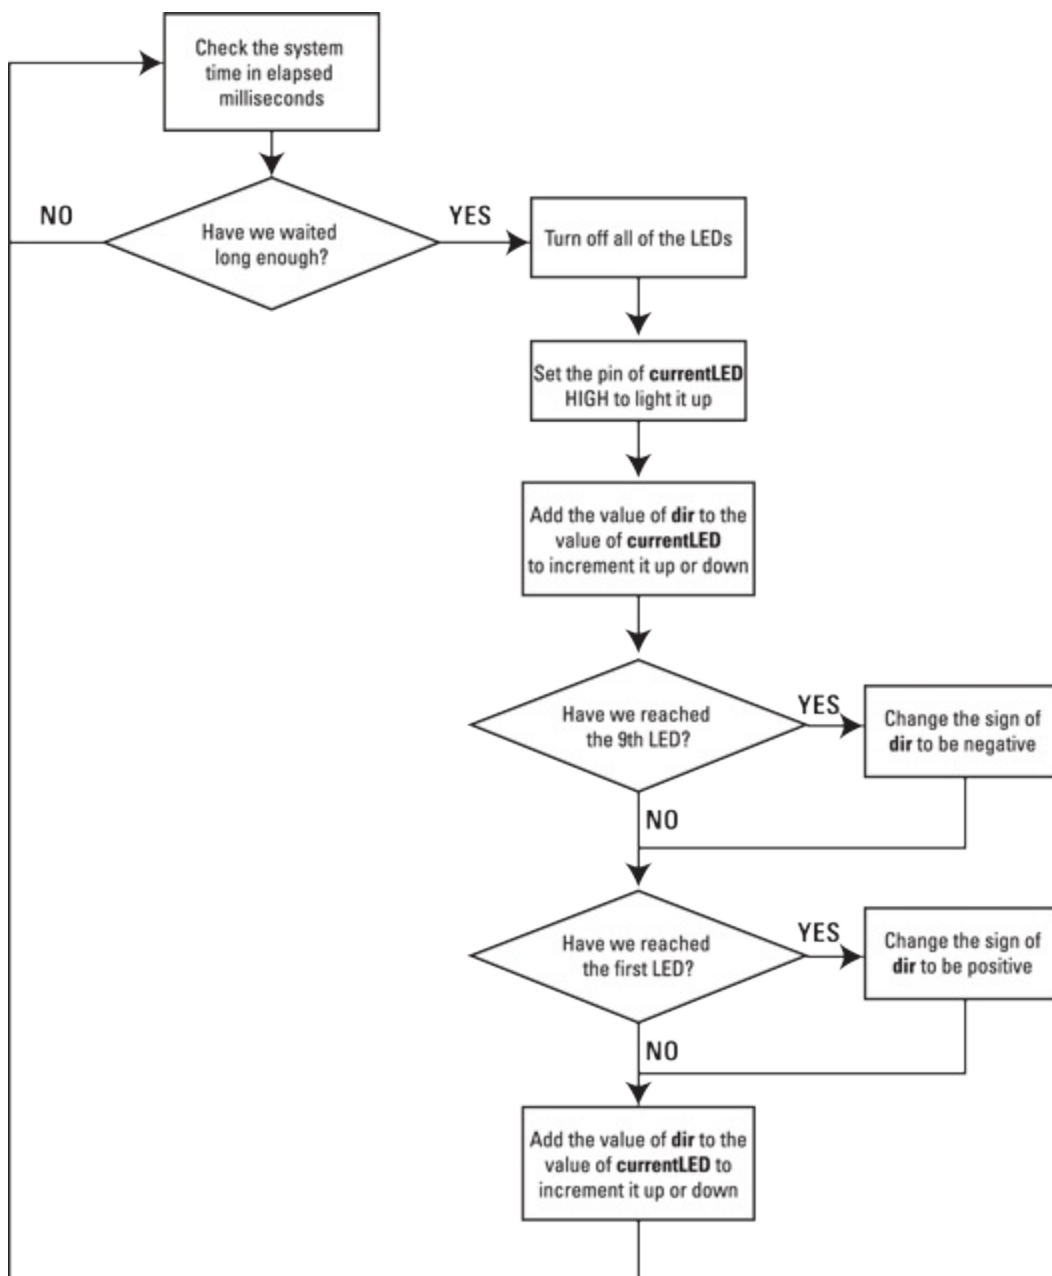 Check the system
time in elapsed
milliseconds
NO
Have we waited
long enough?
YES
Turn off all of the LEDs
Set the pin of currentLED
HIGH to light it up
Add the value of dir to the
value of currentLED
to increment it up or down
Have we reached
the 9th LED?
YES
Change the sign of
dir to be negative
NO
Have we reached
the first LED?
YES
Change the sign of
dir to be positive
NO
Add the value of dir to the
value of currentLED to
increment it up or down